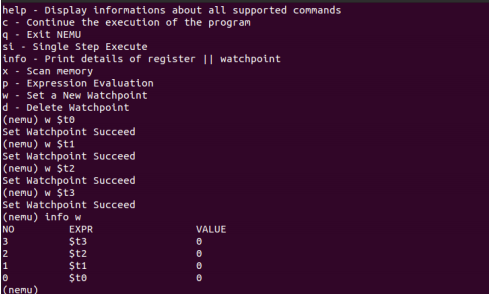 help - Display informations about all supported commands
c - Continue the execution of the program
q - Exit NEMU
si - Single Step Execute
info - Print details of register || watchpoint
x - Scan memory
p - Expression Evaluation
w - Set a New Watchpoint
d - Delete Watchpoint
(nemu) w $t0
Set Watchpoint Succeed
(nemu) w $t1
Set Watchpoint Succeed
(nemu) w $t2
Set Watchpoint Succeed
(nemu) w $t3
Set Watchpoint Succeed
(nemu) info w
NO EXPR VALUE
3 $t3 0
2 $t2 0
1 $t1 0
0 $t0 0
(nemu)